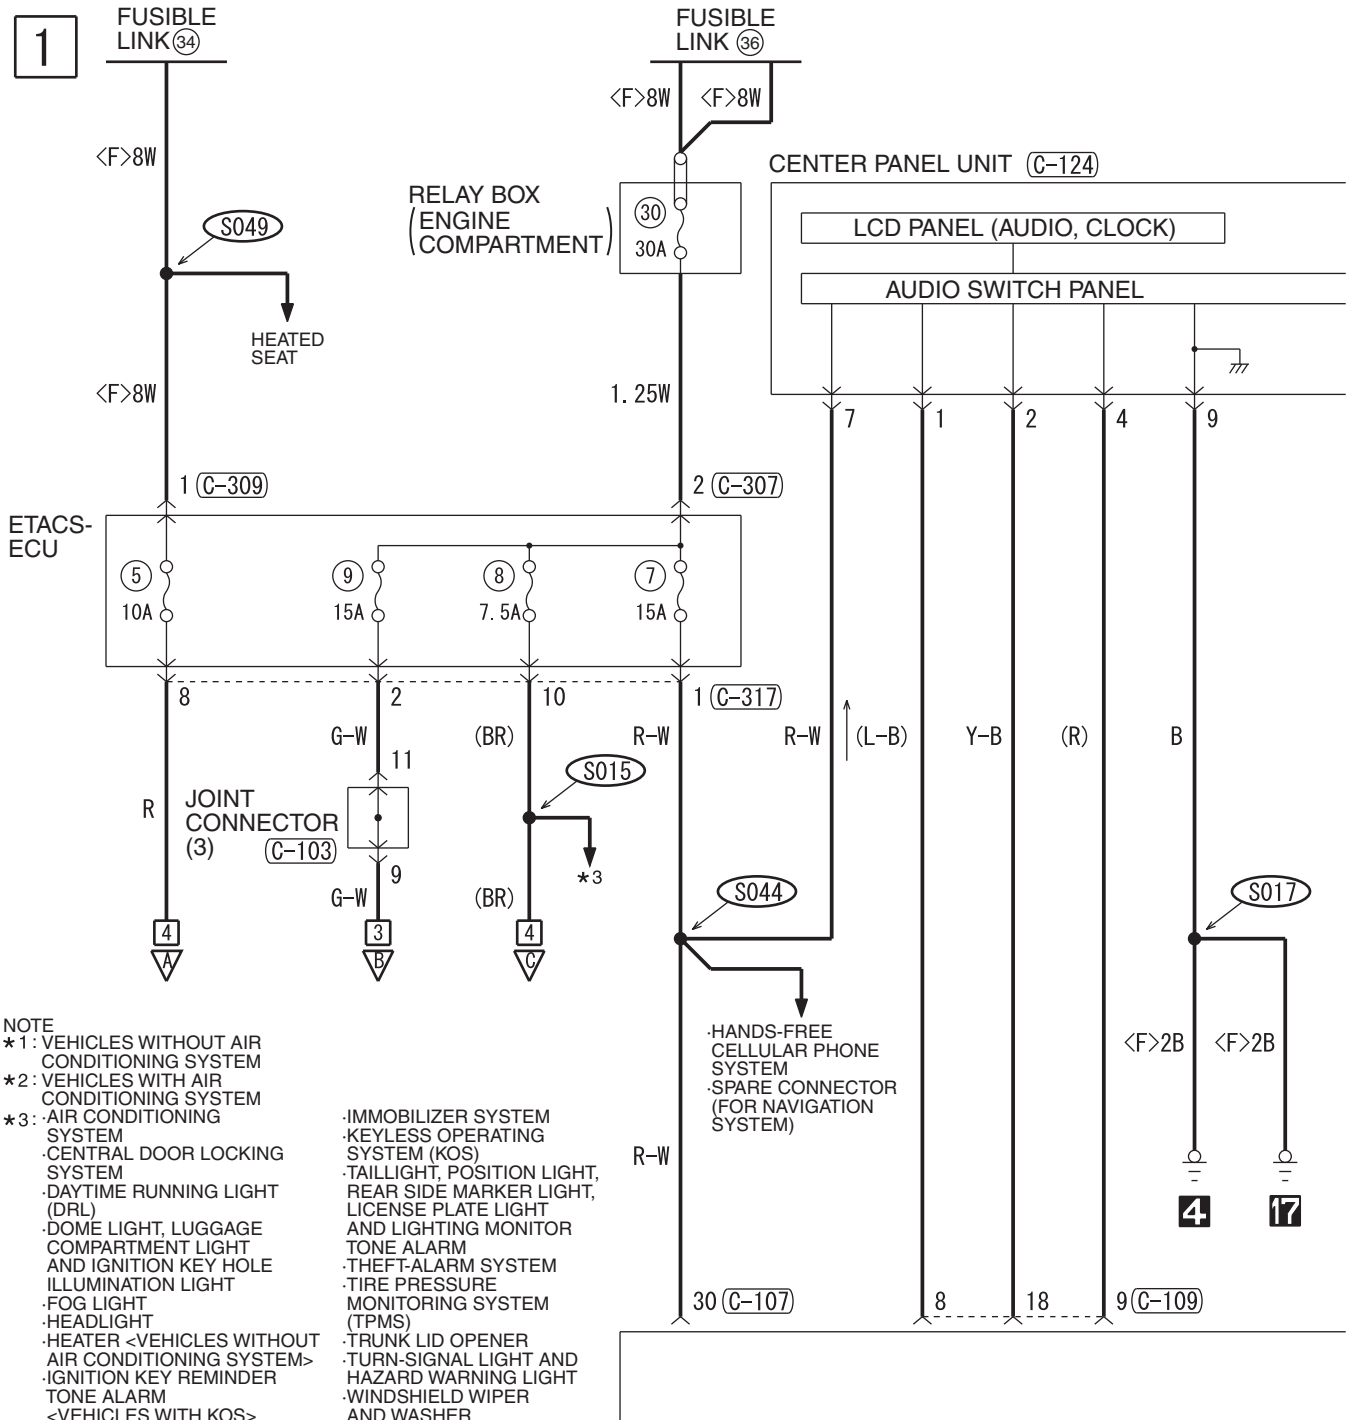 1
FUSIBLE
LINK 34
FUSIBLE
LINK 36
<F>8W
<F>8W
<F>8W
CENTER PANEL UNIT C-124
RELAY BOX
(ENGINE
COMPARTMENT)
30
30A
LCD PANEL (AUDIO, CLOCK)
AUDIO SWITCH PANEL
S049
HEATED
SEAT
<F>8W
1.25W
7
1
2
4
9
1 C-309
2 C-307
ETACS-
ECU
5
10A
9
15A
8
7.5A
7
15A
8
2
10
1 C-317
G-W
(BR)
R-W
R-W
(L-B)
Y-B
(R)
B
11
S015
R
JOINT
CONNECTOR
(3)
C-103
9
*3
G-W
(BR)
S044
S017
4
A
3
B
4
C
·HANDS-FREE
CELLULAR PHONE
SYSTEM
·SPARE CONNECTOR
(FOR NAVIGATION
SYSTEM)
<F>2B
<F>2B
R-W
4
17
NOTE
*1: VEHICLES WITHOUT AIR
CONDITIONING SYSTEM
*2: VEHICLES WITH AIR
CONDITIONING SYSTEM
*3: ·AIR CONDITIONING
SYSTEM
·CENTRAL DOOR LOCKING
SYSTEM
·DAYTIME RUNNING LIGHT
(DRL)
·DOME LIGHT, LUGGAGE
COMPARTMENT LIGHT
AND IGNITION KEY HOLE
ILLUMINATION LIGHT
·FOG LIGHT
·HEADLIGHT
·HEATER <VEHICLES WITHOUT
AIR CONDITIONING SYSTEM>
·IGNITION KEY REMINDER
TONE ALARM
<VEHICLES WITH KOS>
·IMMOBILIZER SYSTEM
·KEYLESS OPERATING
SYSTEM (KOS)
·TAILLIGHT, POSITION LIGHT,
REAR SIDE MARKER LIGHT,
LICENSE PLATE LIGHT
AND LIGHTING MONITOR
TONE ALARM
·THEFT-ALARM SYSTEM
·TIRE PRESSURE
MONITORING SYSTEM
(TPMS)
·TRUNK LID OPENER
·TURN-SIGNAL LIGHT AND
HAZARD WARNING LIGHT
·WINDSHIELD WIPER
AND WASHER
30 C-107
8
18
9 C-109